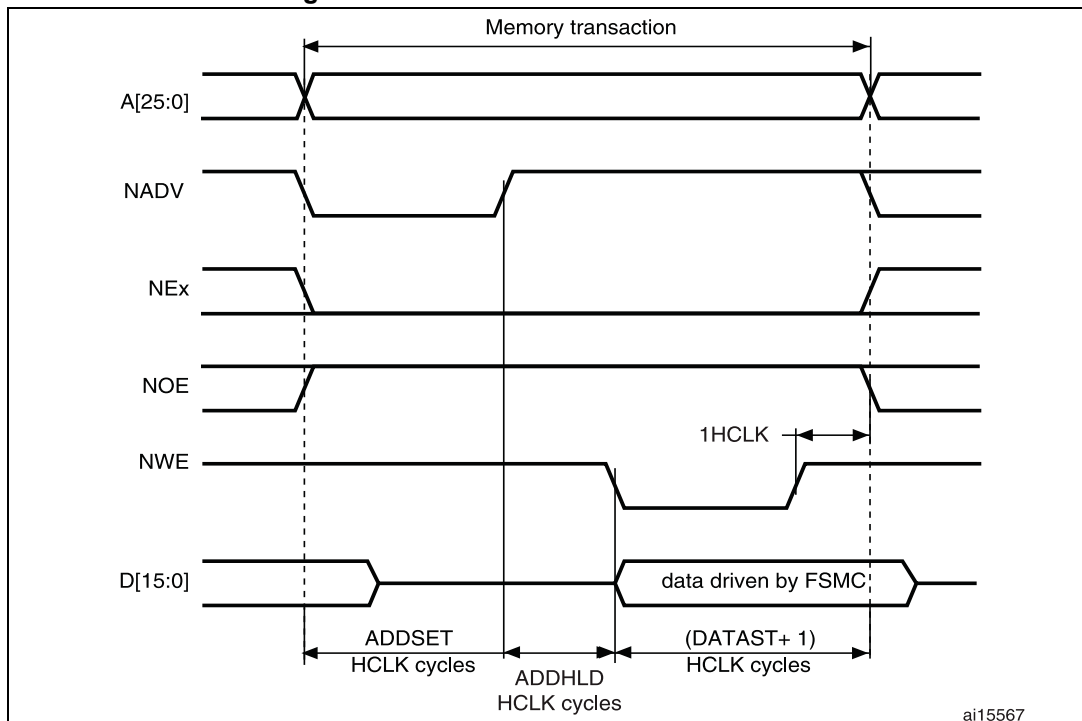 Memory transaction
A[25:0]
NADV
NEx
NOE
1HCLK
NWE
D[15:0]
data driven by FSMC
ADDSET
HCLK cycles
ADDHLD
HCLK cycles
(DATAST+ 1)
HCLK cycles
ai15567